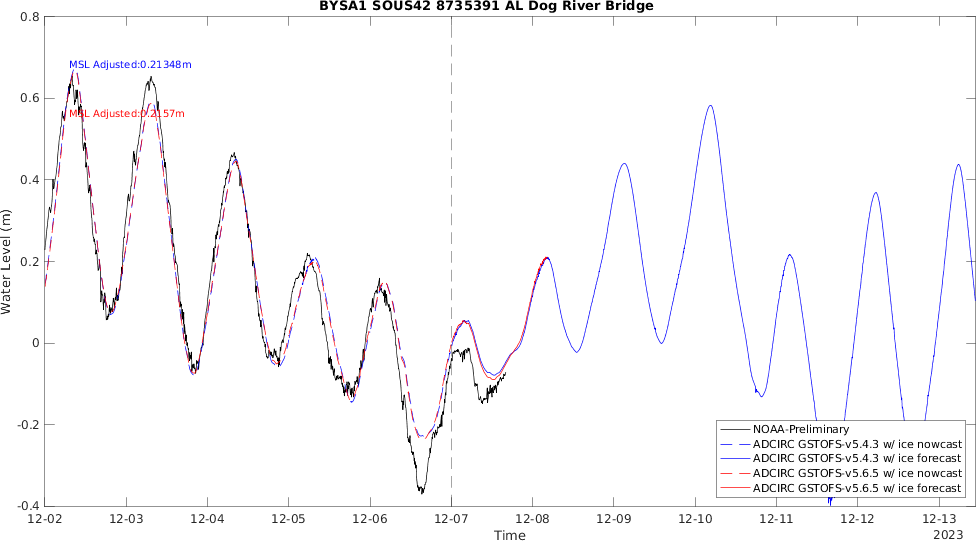 BYSA1 SOUS42 8735391 AL Dog River Bridge
0.8
MSL Adjusted:0.21348m
0.6
MSL Adjusted:0.2157m
0.4
0.2
0
-0.2
-0.4
Water Level (m)
NOAA-Preliminary
ADCIRC GSTOFS-v5.4.3 w/ ice nowcast
ADCIRC GSTOFS-v5.4.3 w/ ice forecast
ADCIRC GSTOFS-v5.6.5 w/ ice nowcast
ADCIRC GSTOFS-v5.6.5 w/ ice forecast
12-02 12-03 12-04 12-05 12-06 12-07 12-08 12-09 12-10 12-11 12-12 12-13
Time
2023